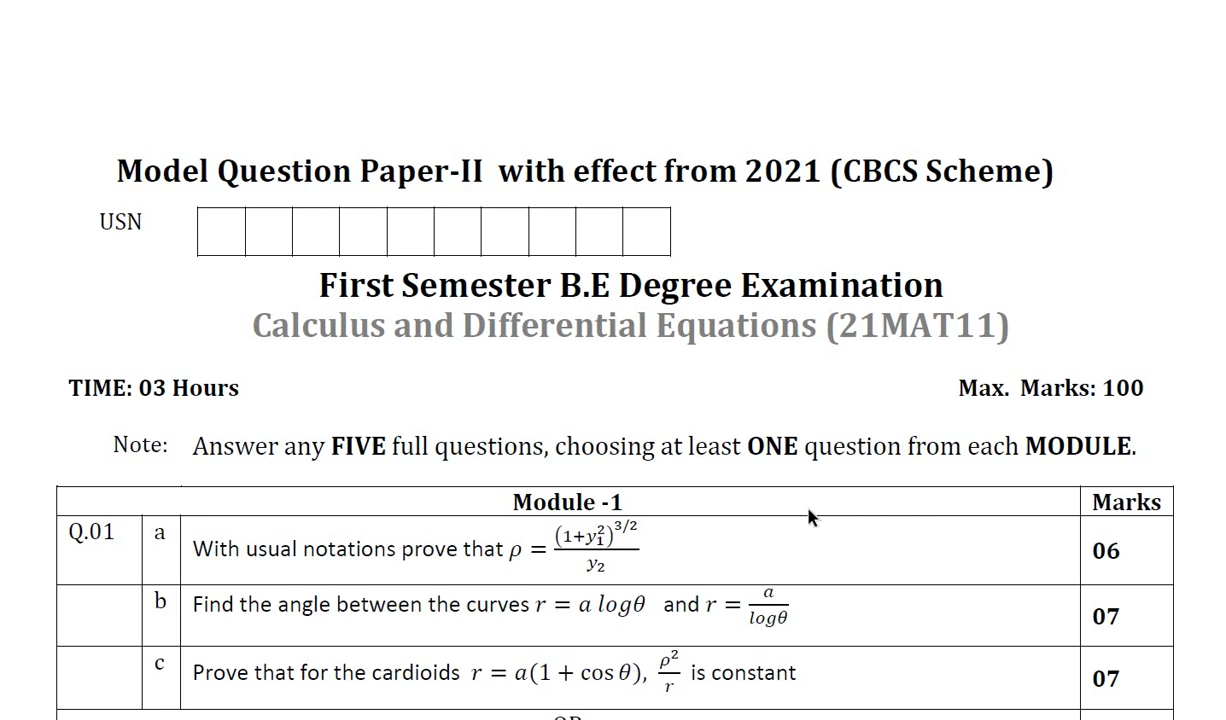 Model Question Paper-II with effect from 2021 (CBCS Scheme)
USN
First Semester B.E Degree Examination
Calculus and Differential Equations (21MAT11)
TIME: 03 Hours Max. Marks: 100
Note: Answer any FIVE full questions, choosing at least ONE question from each MODULE.
Module -1 Marks
Q.01 a With usual notations prove that ρ = (1+y₁²)^3/2 / y₂ 06
b Find the angle between the curves r = a logθ and r = a / logθ 07
c Prove that for the cardioids r = a(1 + cos θ), ρ² / r is constant 07